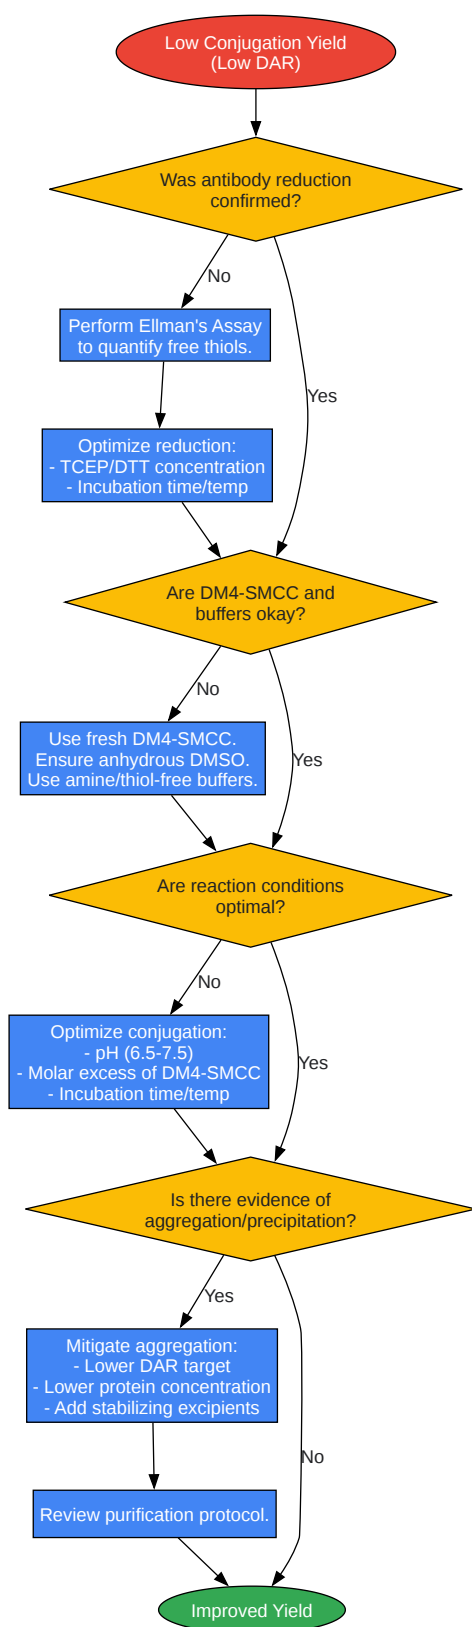 Low Conjugation Yield
(Low DAR)
Was antibody reduction
confirmed?
No
Perform Ellman's Assay
to quantify free thiols.
Yes
Optimize reduction:
- TCEP/DTT concentration
- Incubation time/temp
Are DM4-SMCC and
buffers okay?
No
Use fresh DM4-SMCC.
Ensure anhydrous DMSO.
Use amine/thiol-free buffers.
Yes
Are reaction conditions
optimal?
No
Optimize conjugation:
- pH (6.5-7.5)
- Molar excess of DM4-SMCC
- Incubation time/temp
Yes
Is there evidence of
aggregation/precipitation?
Yes
Mitigate aggregation:
- Lower DAR target
- Lower protein concentration
- Add stabilizing excipients
No
Review purification protocol.
Improved Yield